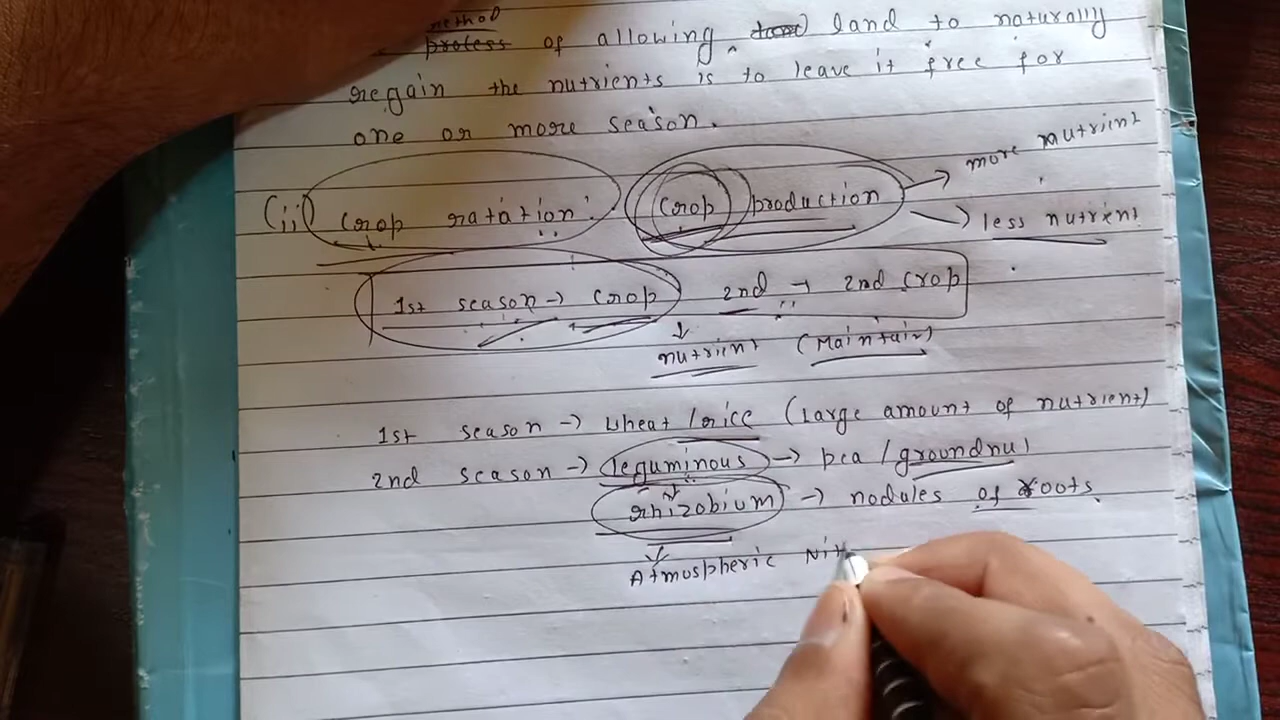 method
process of allowing land to naturally
regain the nutrients is to leave it free for
one or more season.
(ii) Crop ratation: Crop production → more nutrient
→ less nutrient
1st season → Crop 2nd → 2nd Crop
↓
nutrient (Maintain)
1st season → Wheat / rice (Large amount of nutrient)
2nd season → leguminous → pea / groundnut
rhizobium → nodules of roots.
Atmospheric Nit